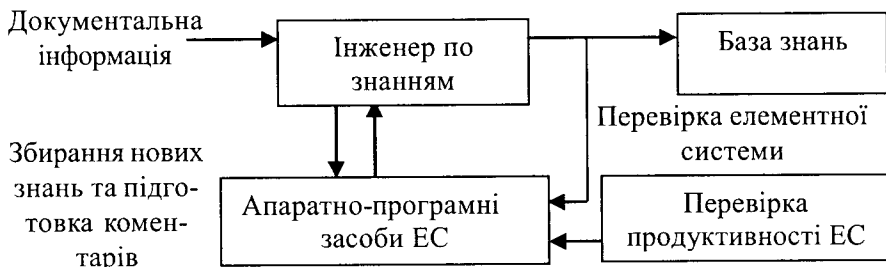 Документальна
інформація
Інженер по
знанням
База знань
Перевірка елементної
системи
Збирання нових
знань та підго-
товка комен-
тарів
Апаратно-програмні
засоби ЕС
Перевірка
продуктивності ЕС